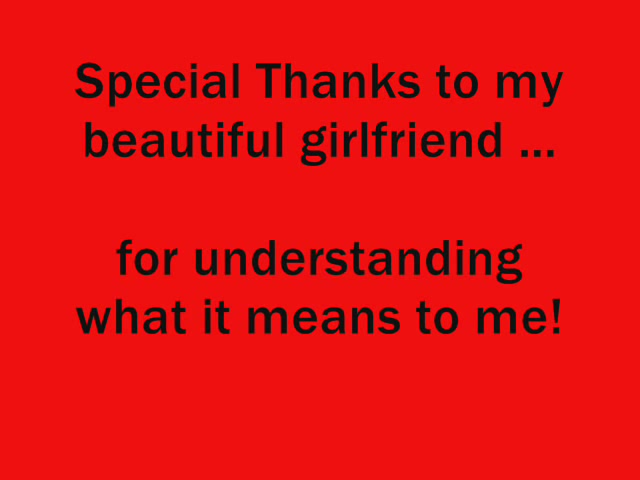 Special Thanks to my
beautiful girlfriend ...
for understanding
what it means to me!